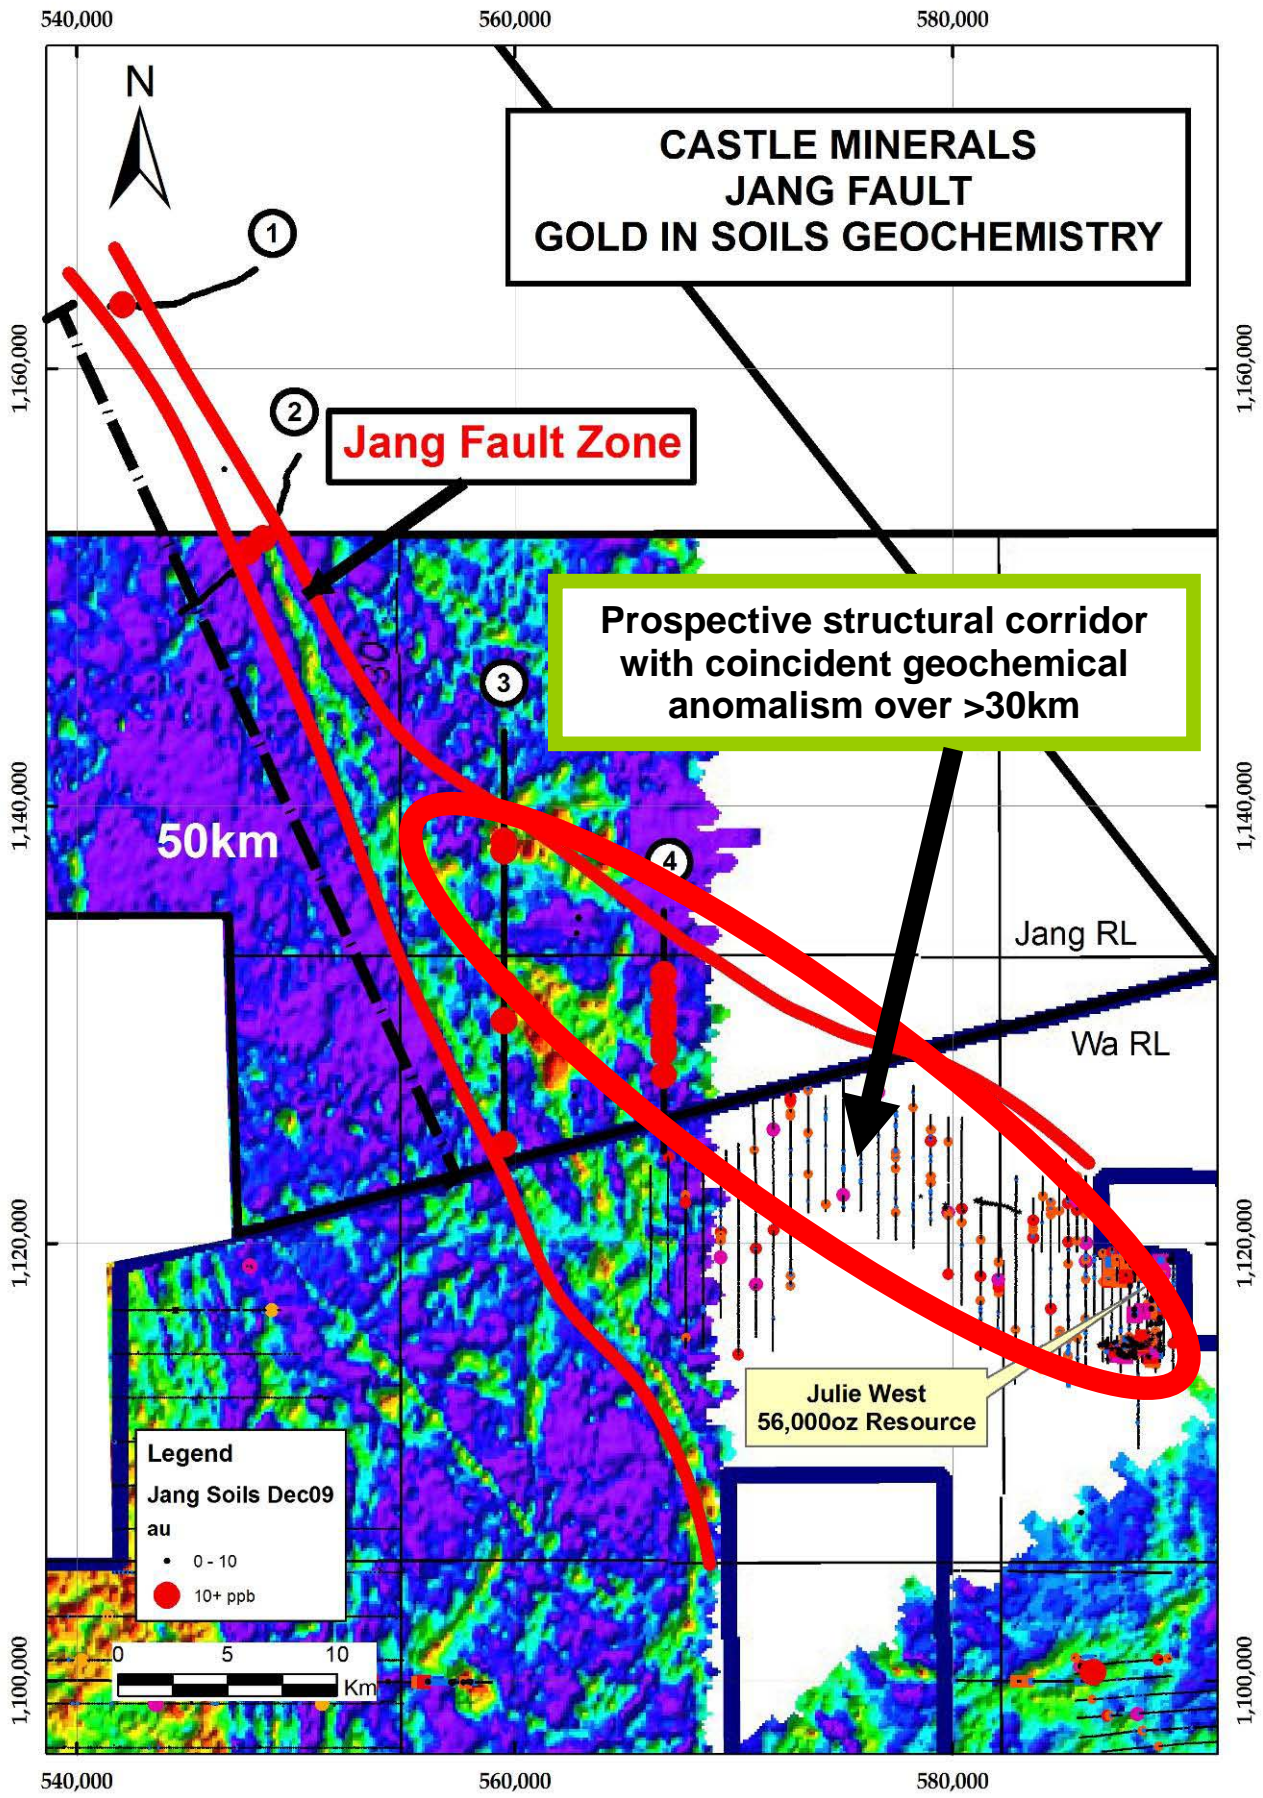 540,000
560,000
580,000
N
CASTLE MINERALS
JANG FAULT
GOLD IN SOILS GEOCHEMISTRY
1
1,160,000
1,160,000
2
Jang Fault Zone
Prospective structural corridor
with coincident geochemical
anomalism over >30km
3
1,140,000
1,140,000
50km
4
Jang RL
Wa RL
1,120,000
1,120,000
Julie West
56,000oz Resource
Legend
Jang Soils Dec09
au
0 - 10
10+ ppb
0 5 10
Km
1,100,000
1,100,000
540,000
560,000
580,000